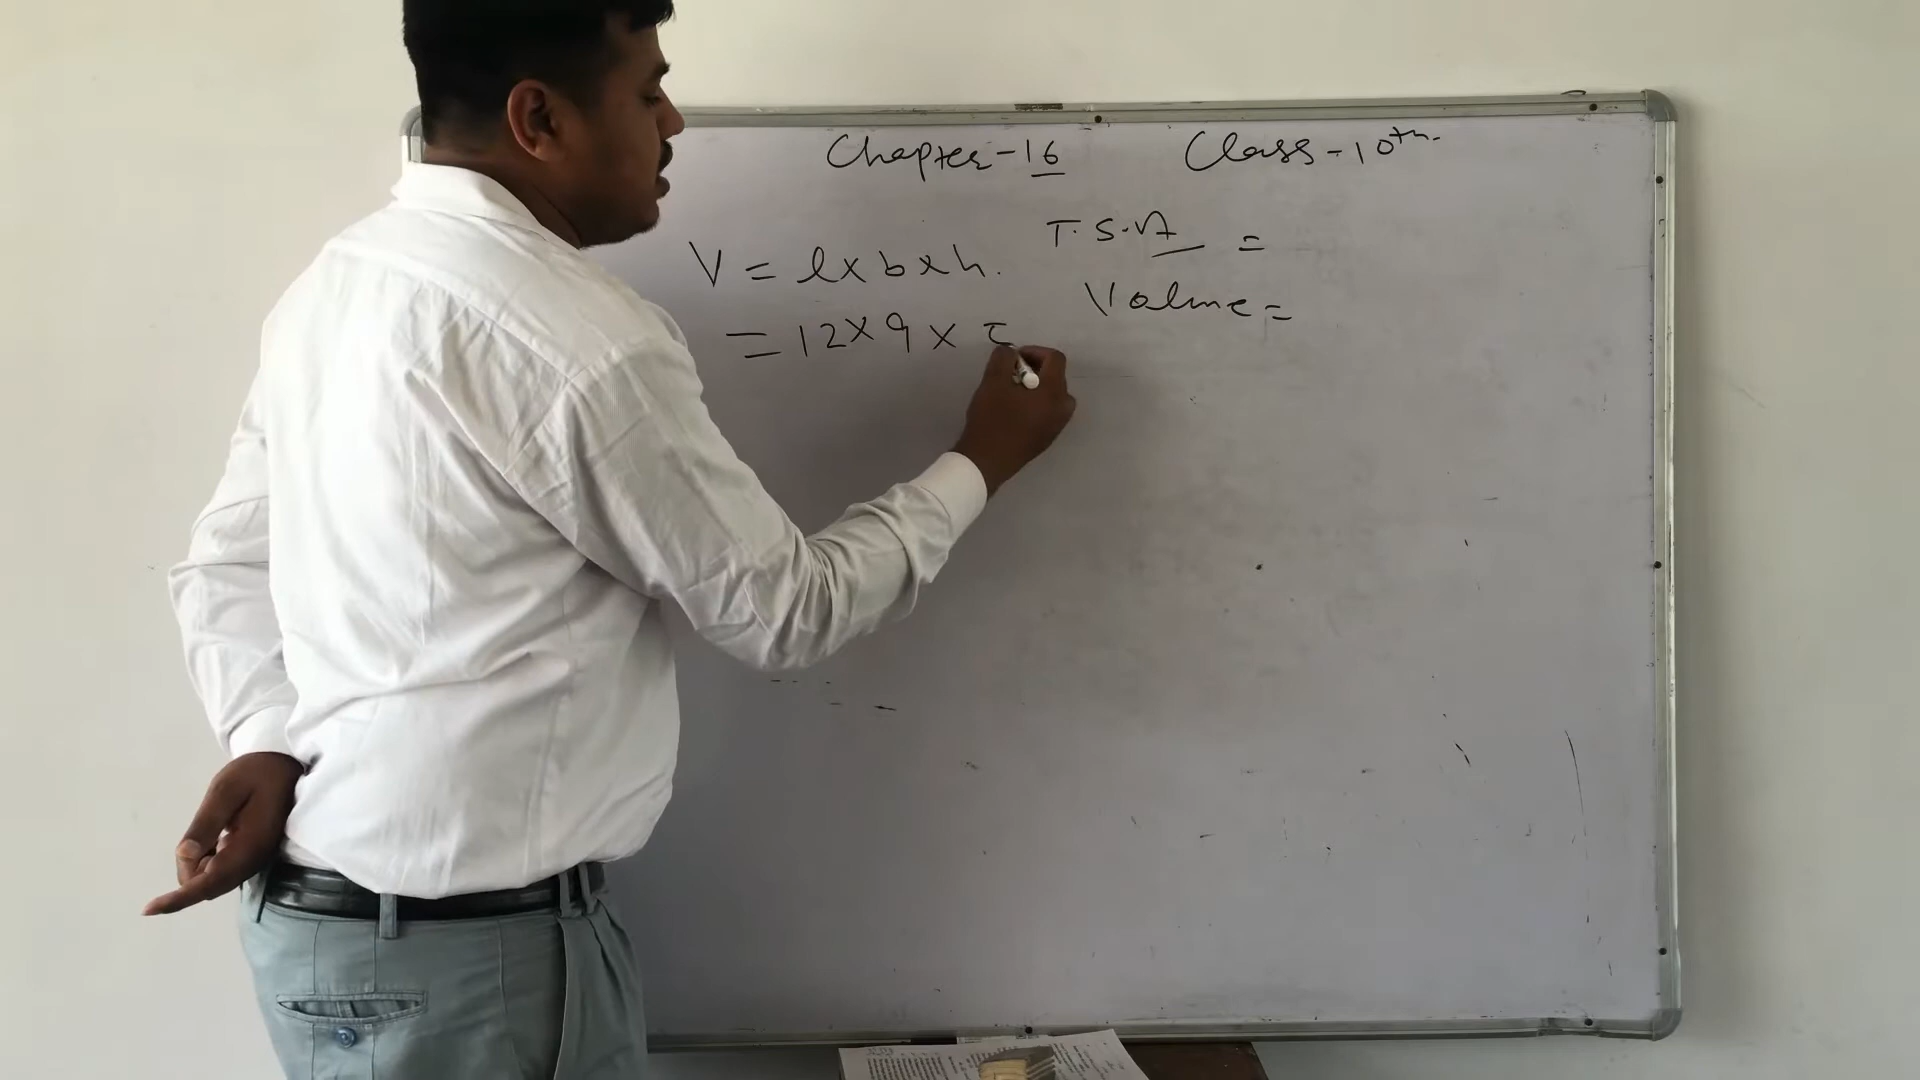 Chapter-16 Class-10th.
T.S.A =
V = l x b x h.
Volume =
= 12 x 9 x